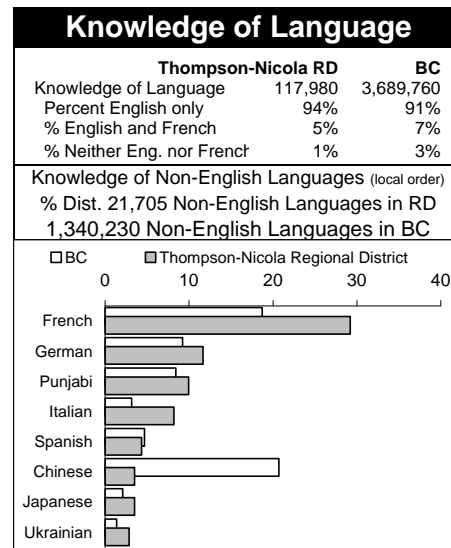 Knowledge of Language
Thompson-Nicola RD BC
Knowledge of Language 117,980 3,689,760
Percent English only 94% 91%
% English and French 5% 7%
% Neither Eng. nor French 1% 3%
Knowledge of Non-English Languages (local order)
% Dist. 21,705 Non-English Languages in RD
1,340,230 Non-English Languages in BC
BC Thompson-Nicola Regional District
0 10 20 30 40
French
German
Punjabi
Italian
Spanish
Chinese
Japanese
Ukrainian